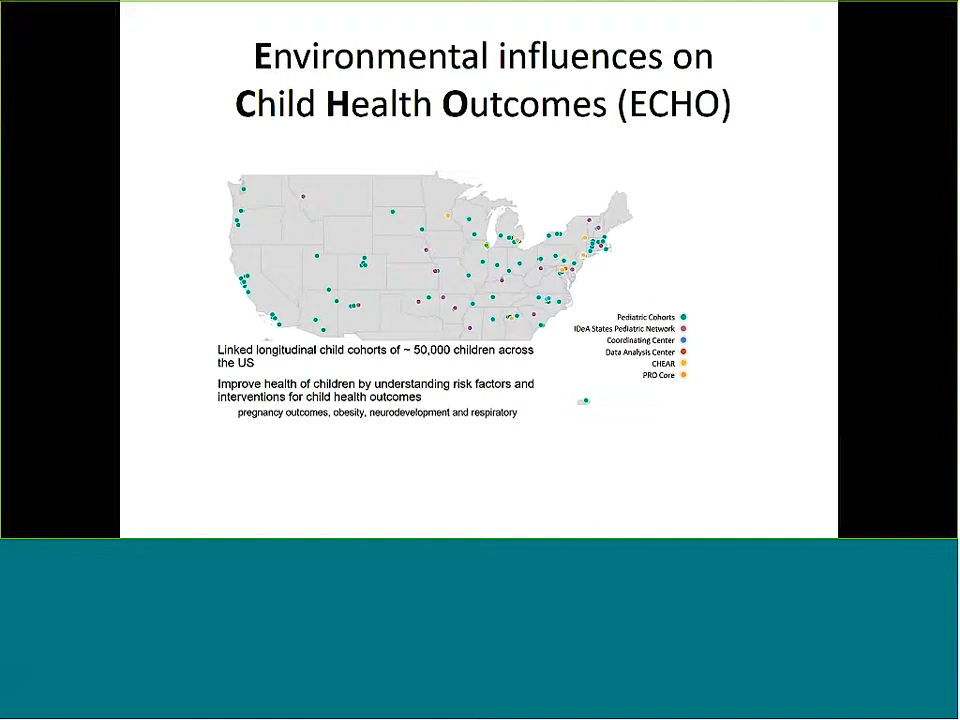 Environmental influences on
Child Health Outcomes (ECHO)
Pediatric Cohorts
IDeA States Pediatric Network
Coordinating Center
Data Analysis Center
CHEAR
PRO Core
Linked longitudinal child cohorts of ~ 50,000 children across
the US
Improve health of children by understanding risk factors and
interventions for child health outcomes
pregnancy outcomes, obesity, neurodevelopment and respiratory